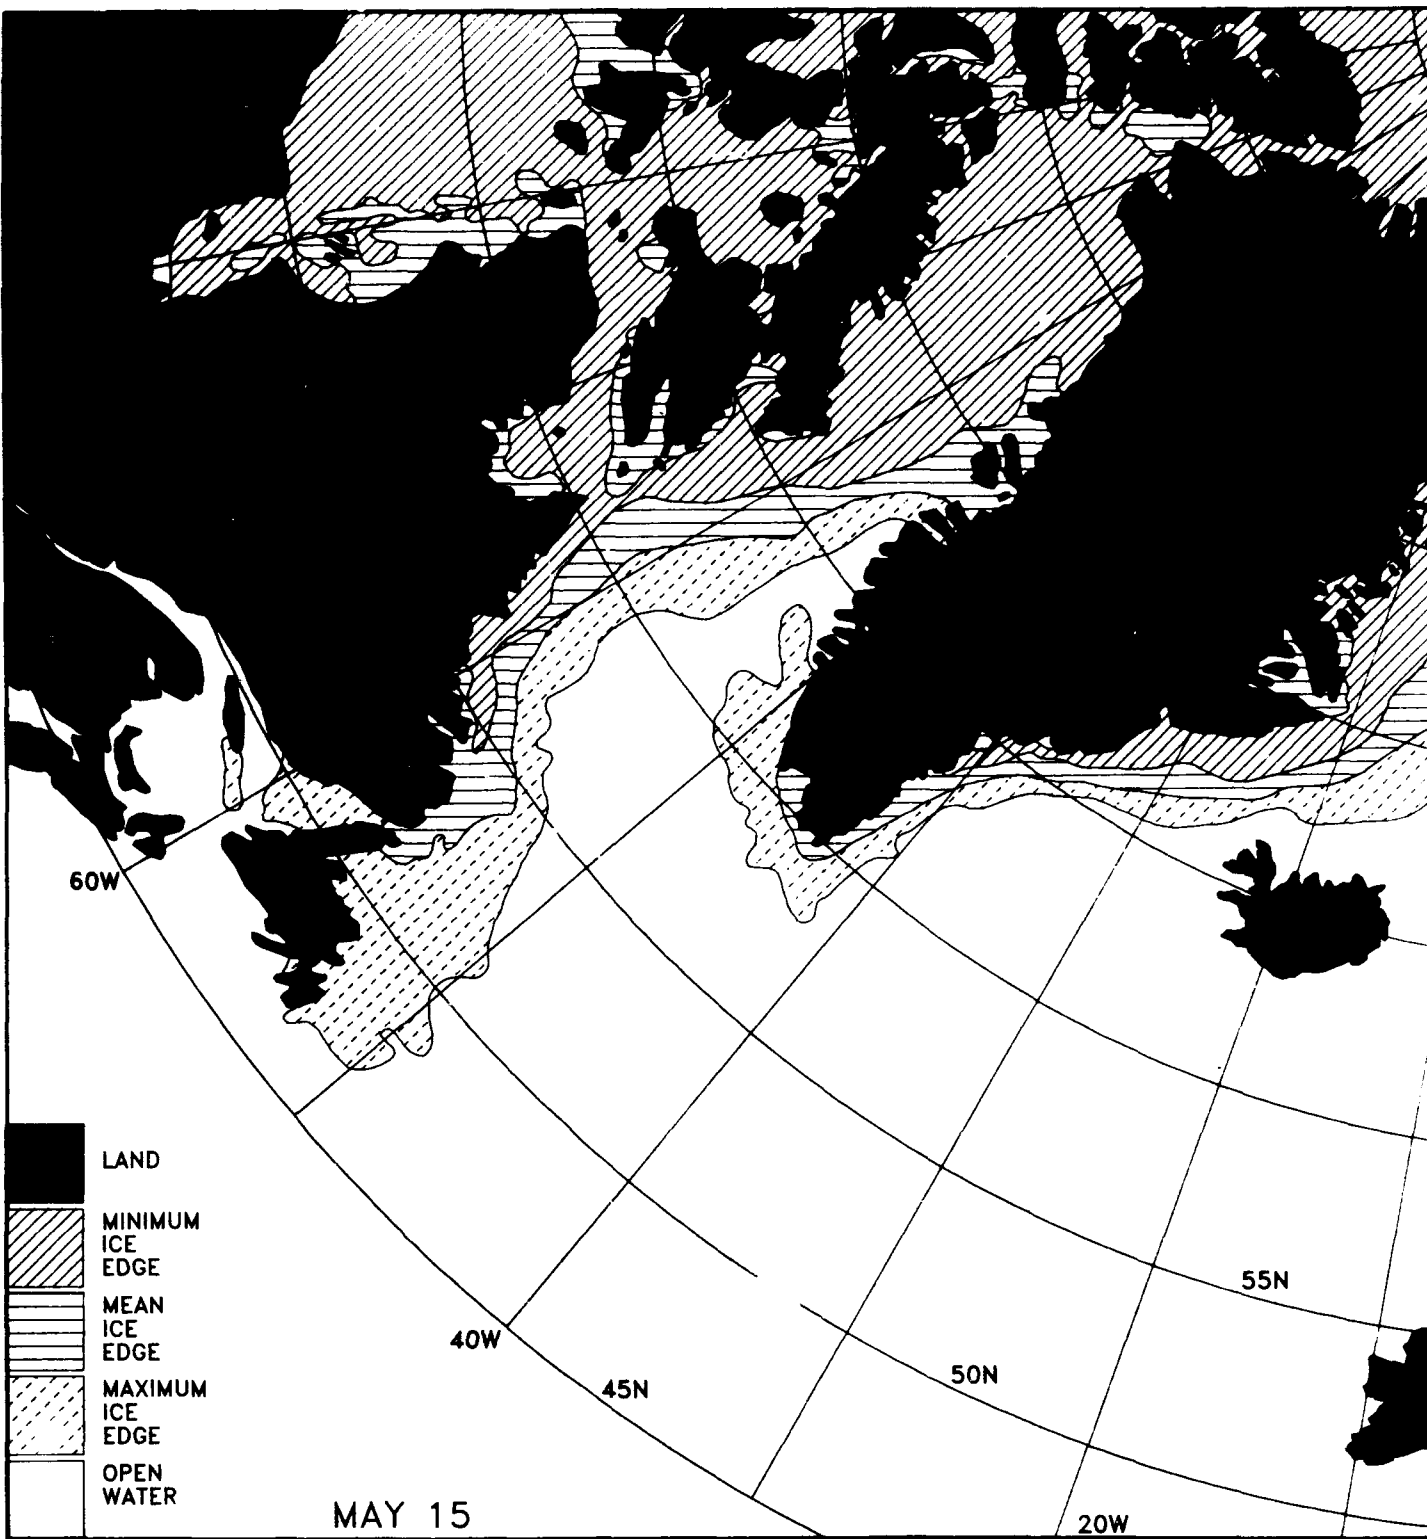 60W
LAND
MINIMUM
ICE
EDGE
MEAN
ICE
EDGE
MAXIMUM
ICE
EDGE
OPEN
WATER
MAY 15
40W
45N
50N
55N
20W